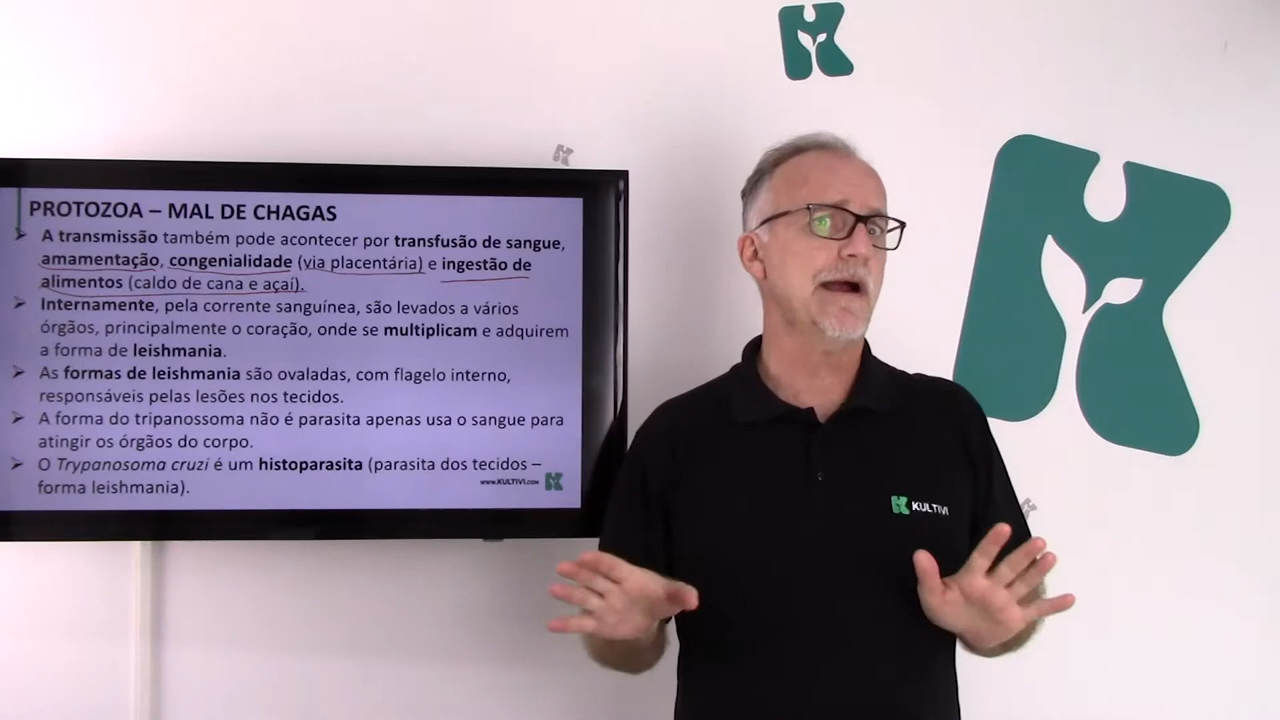 PROTOZOA – MAL DE CHAGAS
➢ A transmissão também pode acontecer por transfusão de sangue,
amamentação, congenialidade (via placentária) e ingestão de
alimentos (caldo de cana e açaí).
➢ Internamente, pela corrente sanguínea, são levados a vários
órgãos, principalmente o coração, onde se multiplicam e adquirem
a forma de leishmania.
➢ As formas de leishmania são ovaladas, com flagelo interno,
responsáveis pelas lesões nos tecidos.
➢ A forma do tripanossoma não é parasita apenas usa o sangue para
atingir os órgãos do corpo.
➢ O Trypanosoma cruzi é um histoparasita (parasita dos tecidos –
forma leishmania).
www.KULTIVI.COM
KULTIVI